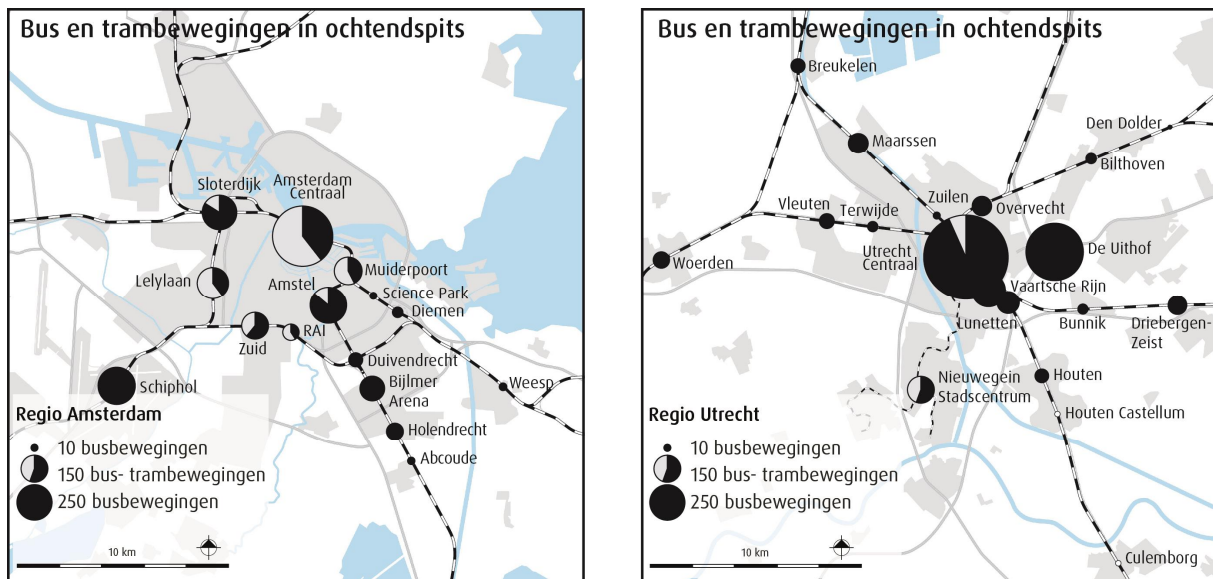 Bus en trambewegingen in ochtendspits
Sloterdijk
Amsterdam
Centraal
Lelylaan
Muiderpoort
Amstel
Science Park
Diemen
RAI
Zuid
Duivendrecht
Schiphol
Bijlmer
Arena
Weesp
Holendrecht
Abcoude
Regio Amsterdam
10 busbewegingen
150 bus- trambewegingen
250 busbewegingen
10 km
Bus en trambewegingen in ochtendspits
Breukelen
Den Dolder
Maarssen
Bilthoven
Zuilen
Vleuten
Terwijde
Overvecht
Utrecht
Centraal
De Uithof
Woerden
Vaartsche Rijn
Lunetten
Bunnik
Driebergen-
Zeist
Nieuwegein
Stadscentrum
Houten
Houten Castellum
Regio Utrecht
10 busbewegingen
150 bus- trambewegingen
250 busbewegingen
Culemborg
10 km